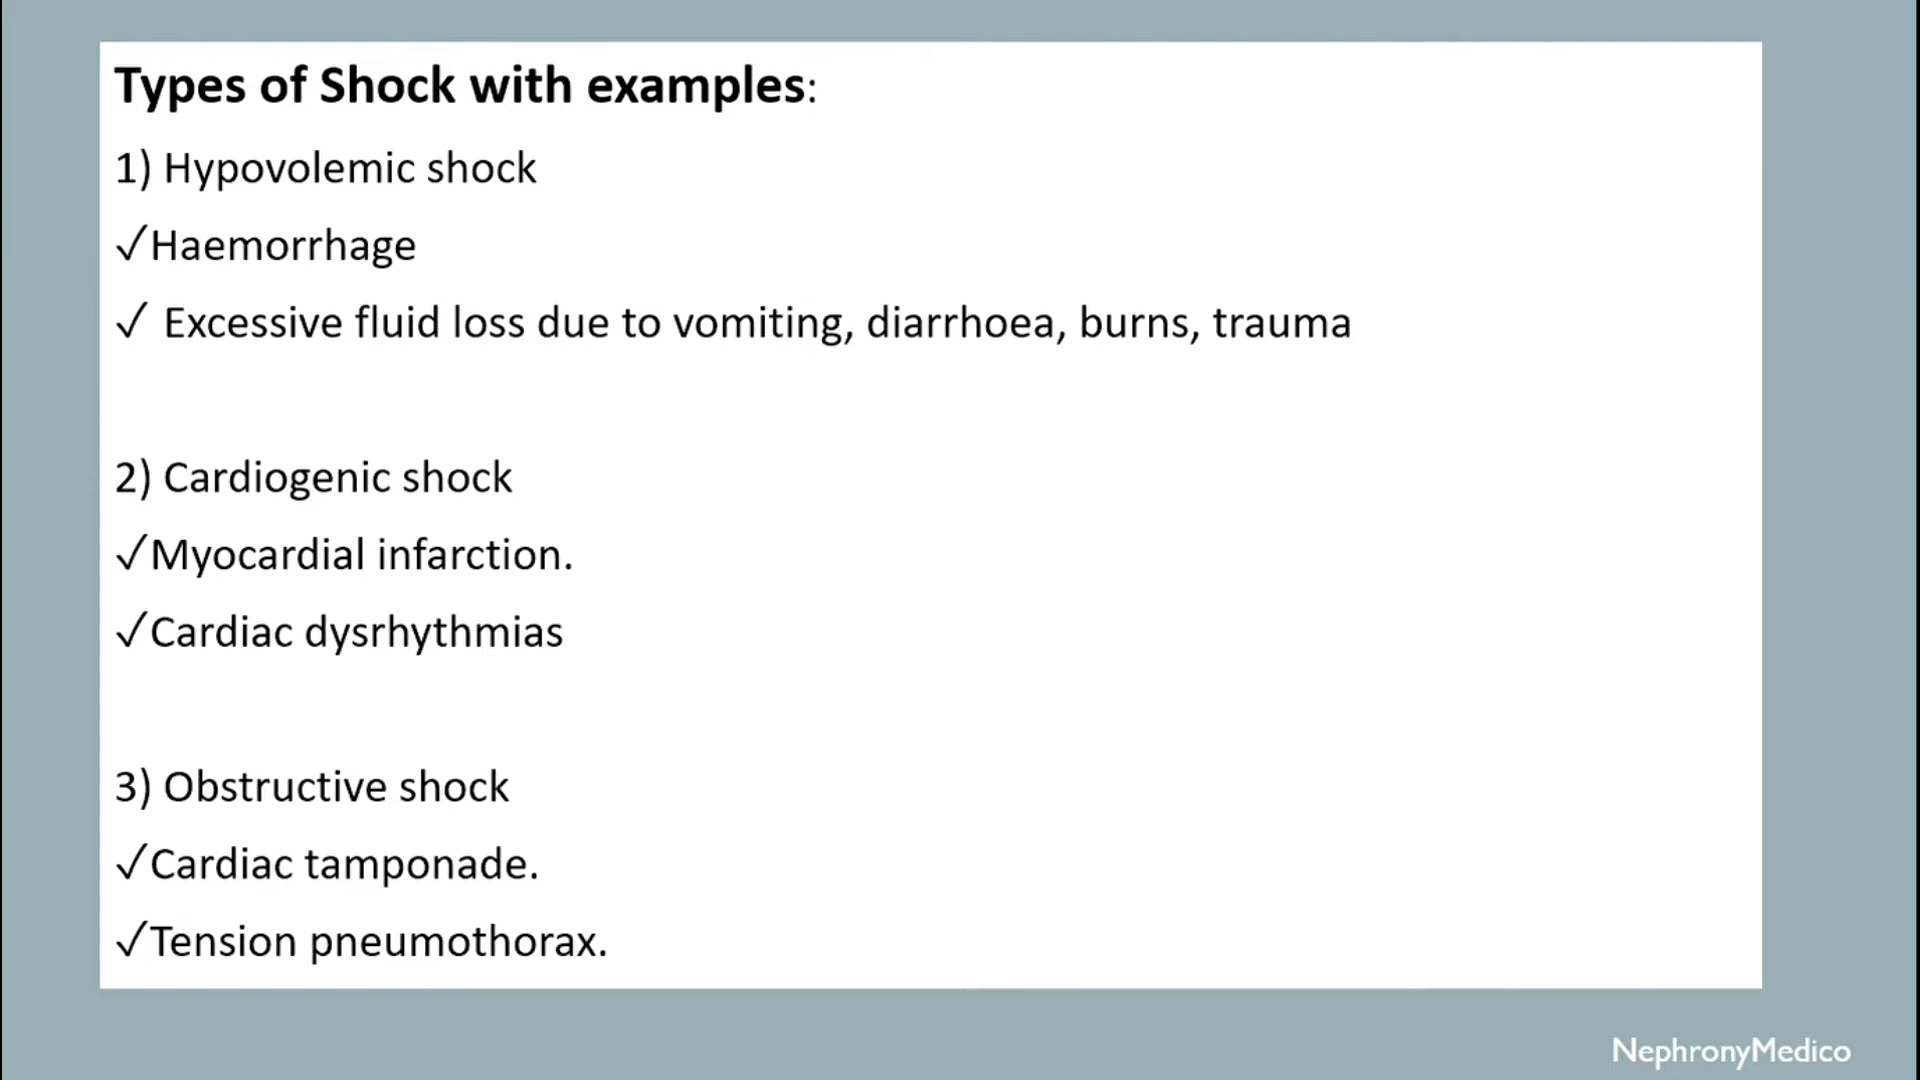 Types of Shock with examples:
1) Hypovolemic shock
✓Haemorrhage
✓ Excessive fluid loss due to vomiting, diarrhoea, burns, trauma
2) Cardiogenic shock
✓Myocardial infarction.
✓Cardiac dysrhythmias
3) Obstructive shock
✓Cardiac tamponade.
✓Tension pneumothorax.
NephronyMedico